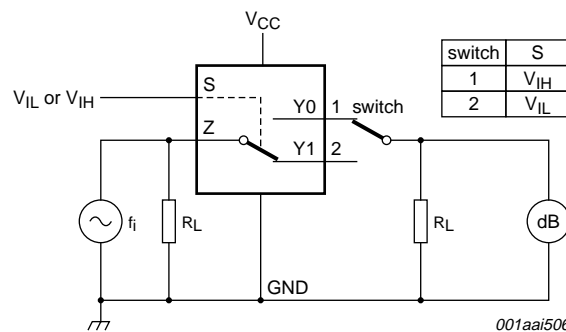 VCC
switch S
1 VIH
2 VIL
VIL or VIH
S
Y0 1 switch
Z
Y1 2
fi
RL
RL
dB
GND
001aai506